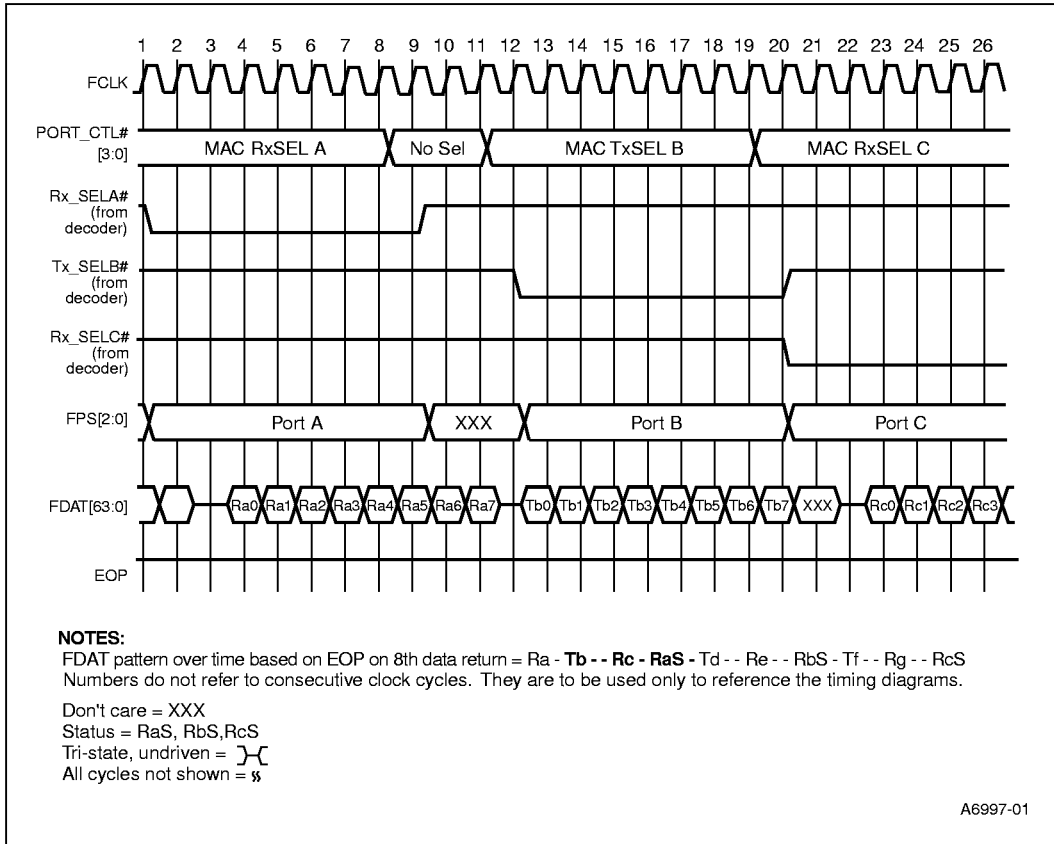 1 2 3 4 5 6 7 8 9 10 11 12 13 14 15 16 17 18 19 20 21 22 23 24 25 26
FCLK
PORT_CTL#
[3:0]
MAC RxSEL A No Sel MAC TxSEL B MAC RxSEL C
Rx_SELA#
(from
decoder)
Tx_SELB#
(from
decoder)
Rx_SELC#
(from
decoder)
FPS[2:0] Port A XXX Port B Port C
FDAT[63:0] Ra0 Ra1 Ra2 Ra3 Ra4 Ra5 Ra6 Ra7 Tb0 Tb1 Tb2 Tb3 Tb4 Tb5 Tb6 Tb7 XXX Rc0 Rc1 Rc2 Rc3
EOP
NOTES:
FDAT pattern over time based on EOP on 8th data return = Ra - Tb - - Rc - RaS - Td - - Re - - RbS - Tf - - Rg - - RcS
Numbers do not refer to consecutive clock cycles. They are to be used only to reference the timing diagrams.
Don't care = XXX
Status = RaS, RbS,RcS
Tri-state, undriven =
All cycles not shown =
A6997-01